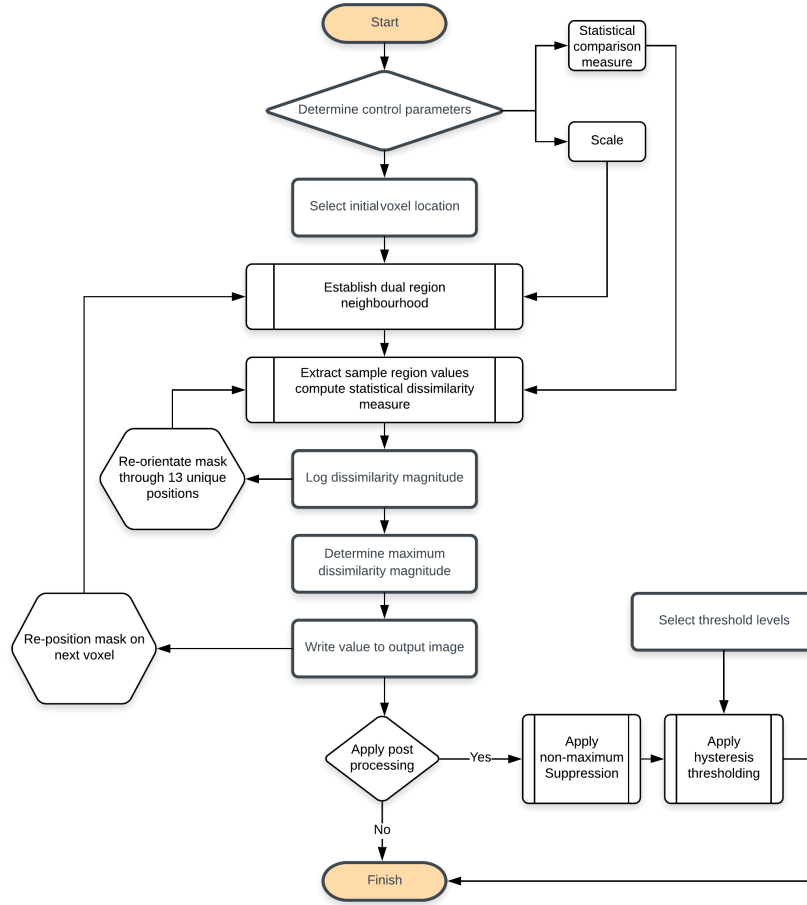 Start
Statistical
comparison
measure
Determine control parameters
Scale
Select initial voxel location
Establish dual region
neighbourhood
Extract sample region values
compute statistical dissimilarity
measure
Re-orientate mask
through 13 unique
positions
Log dissimilarity magnitude
Determine maximum
dissimilarity magnitude
Select threshold levels
Re-position mask on
next voxel
Write value to output image
Apply post
processing
Yes
Apply
non-maximum
Suppression
Apply
hysteresis
thresholding
No
Finish